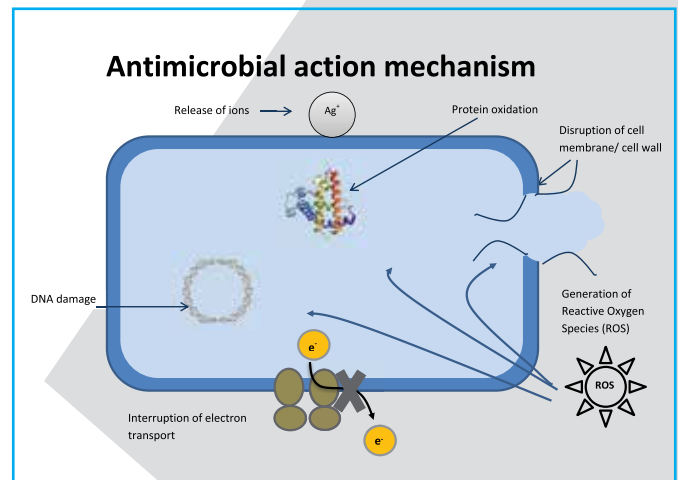 Antimicrobial action mechanism
Release of ions
Ag+
Protein oxidation
Disruption of cell
membrane/ cell wall
DNA damage
Generation of
Reactive Oxygen
Species (ROS)
ROS
e-
Interruption of electron
transport
e-